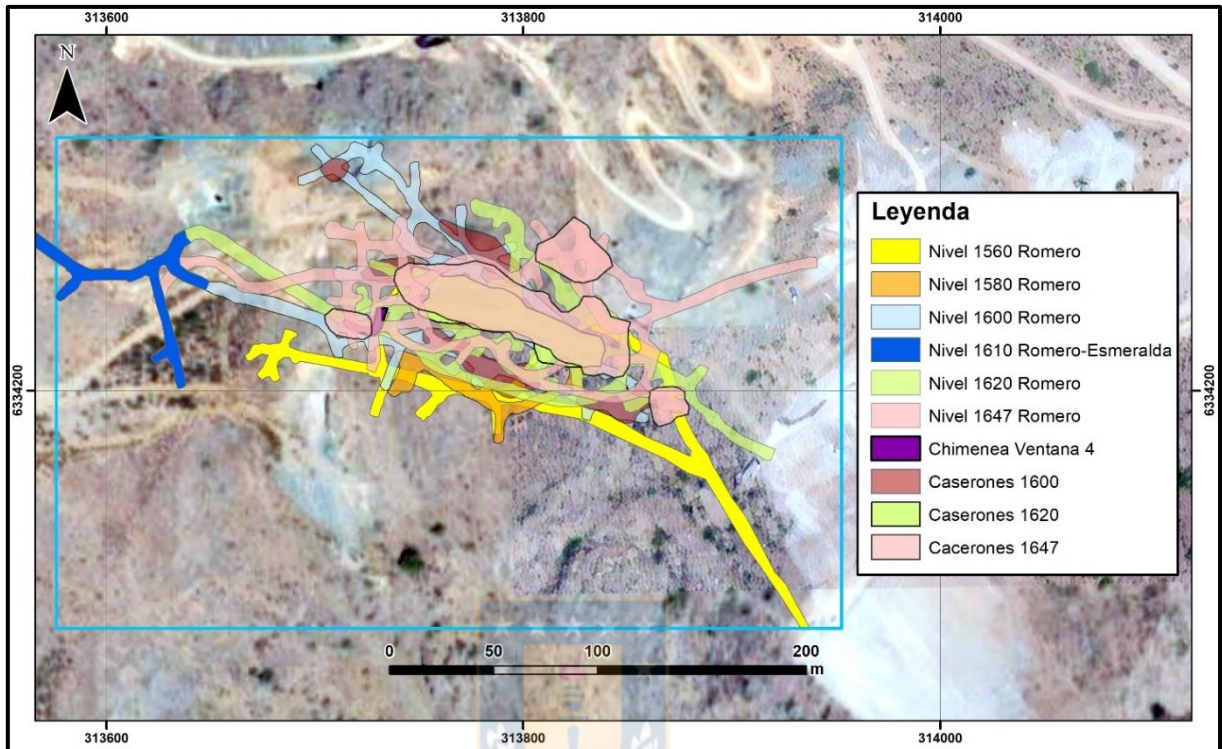 313600 313800 314000
N
6334200 6334200
Leyenda
Nivel 1560 Romero
Nivel 1580 Romero
Nivel 1600 Romero
Nivel 1610 Romero-Esmeralda
Nivel 1620 Romero
Nivel 1647 Romero
Chimenea Ventana 4
Caserones 1600
Caserones 1620
Cacerones 1647
0 50 100 200
m
313600 313800 314000